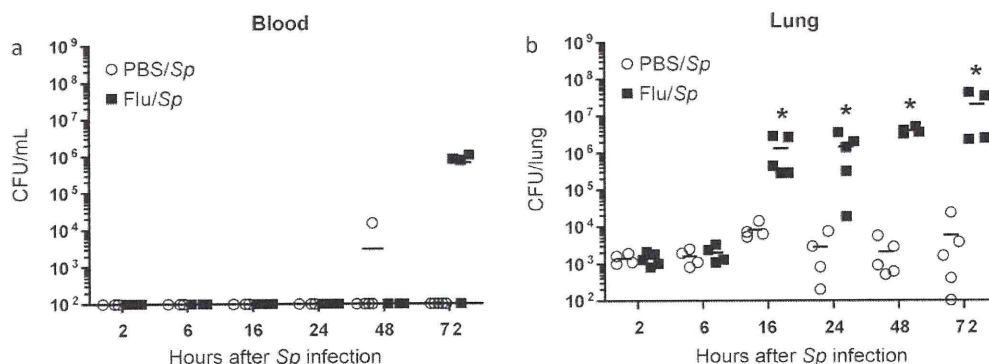 Blood
a
10⁹
10⁸
10⁷
10⁶
10⁵
10⁴
10³
10²
CFU/mL
PBS/Sp
Flu/Sp
2 6 16 24 48 72
Hours after Sp infection
Lung
b
10⁹
10⁸
10⁷
10⁶
10⁵
10⁴
10³
10²
CFU/lung
PBS/Sp
Flu/Sp
* * * *
2 6 16 24 48 72
Hours after Sp infection